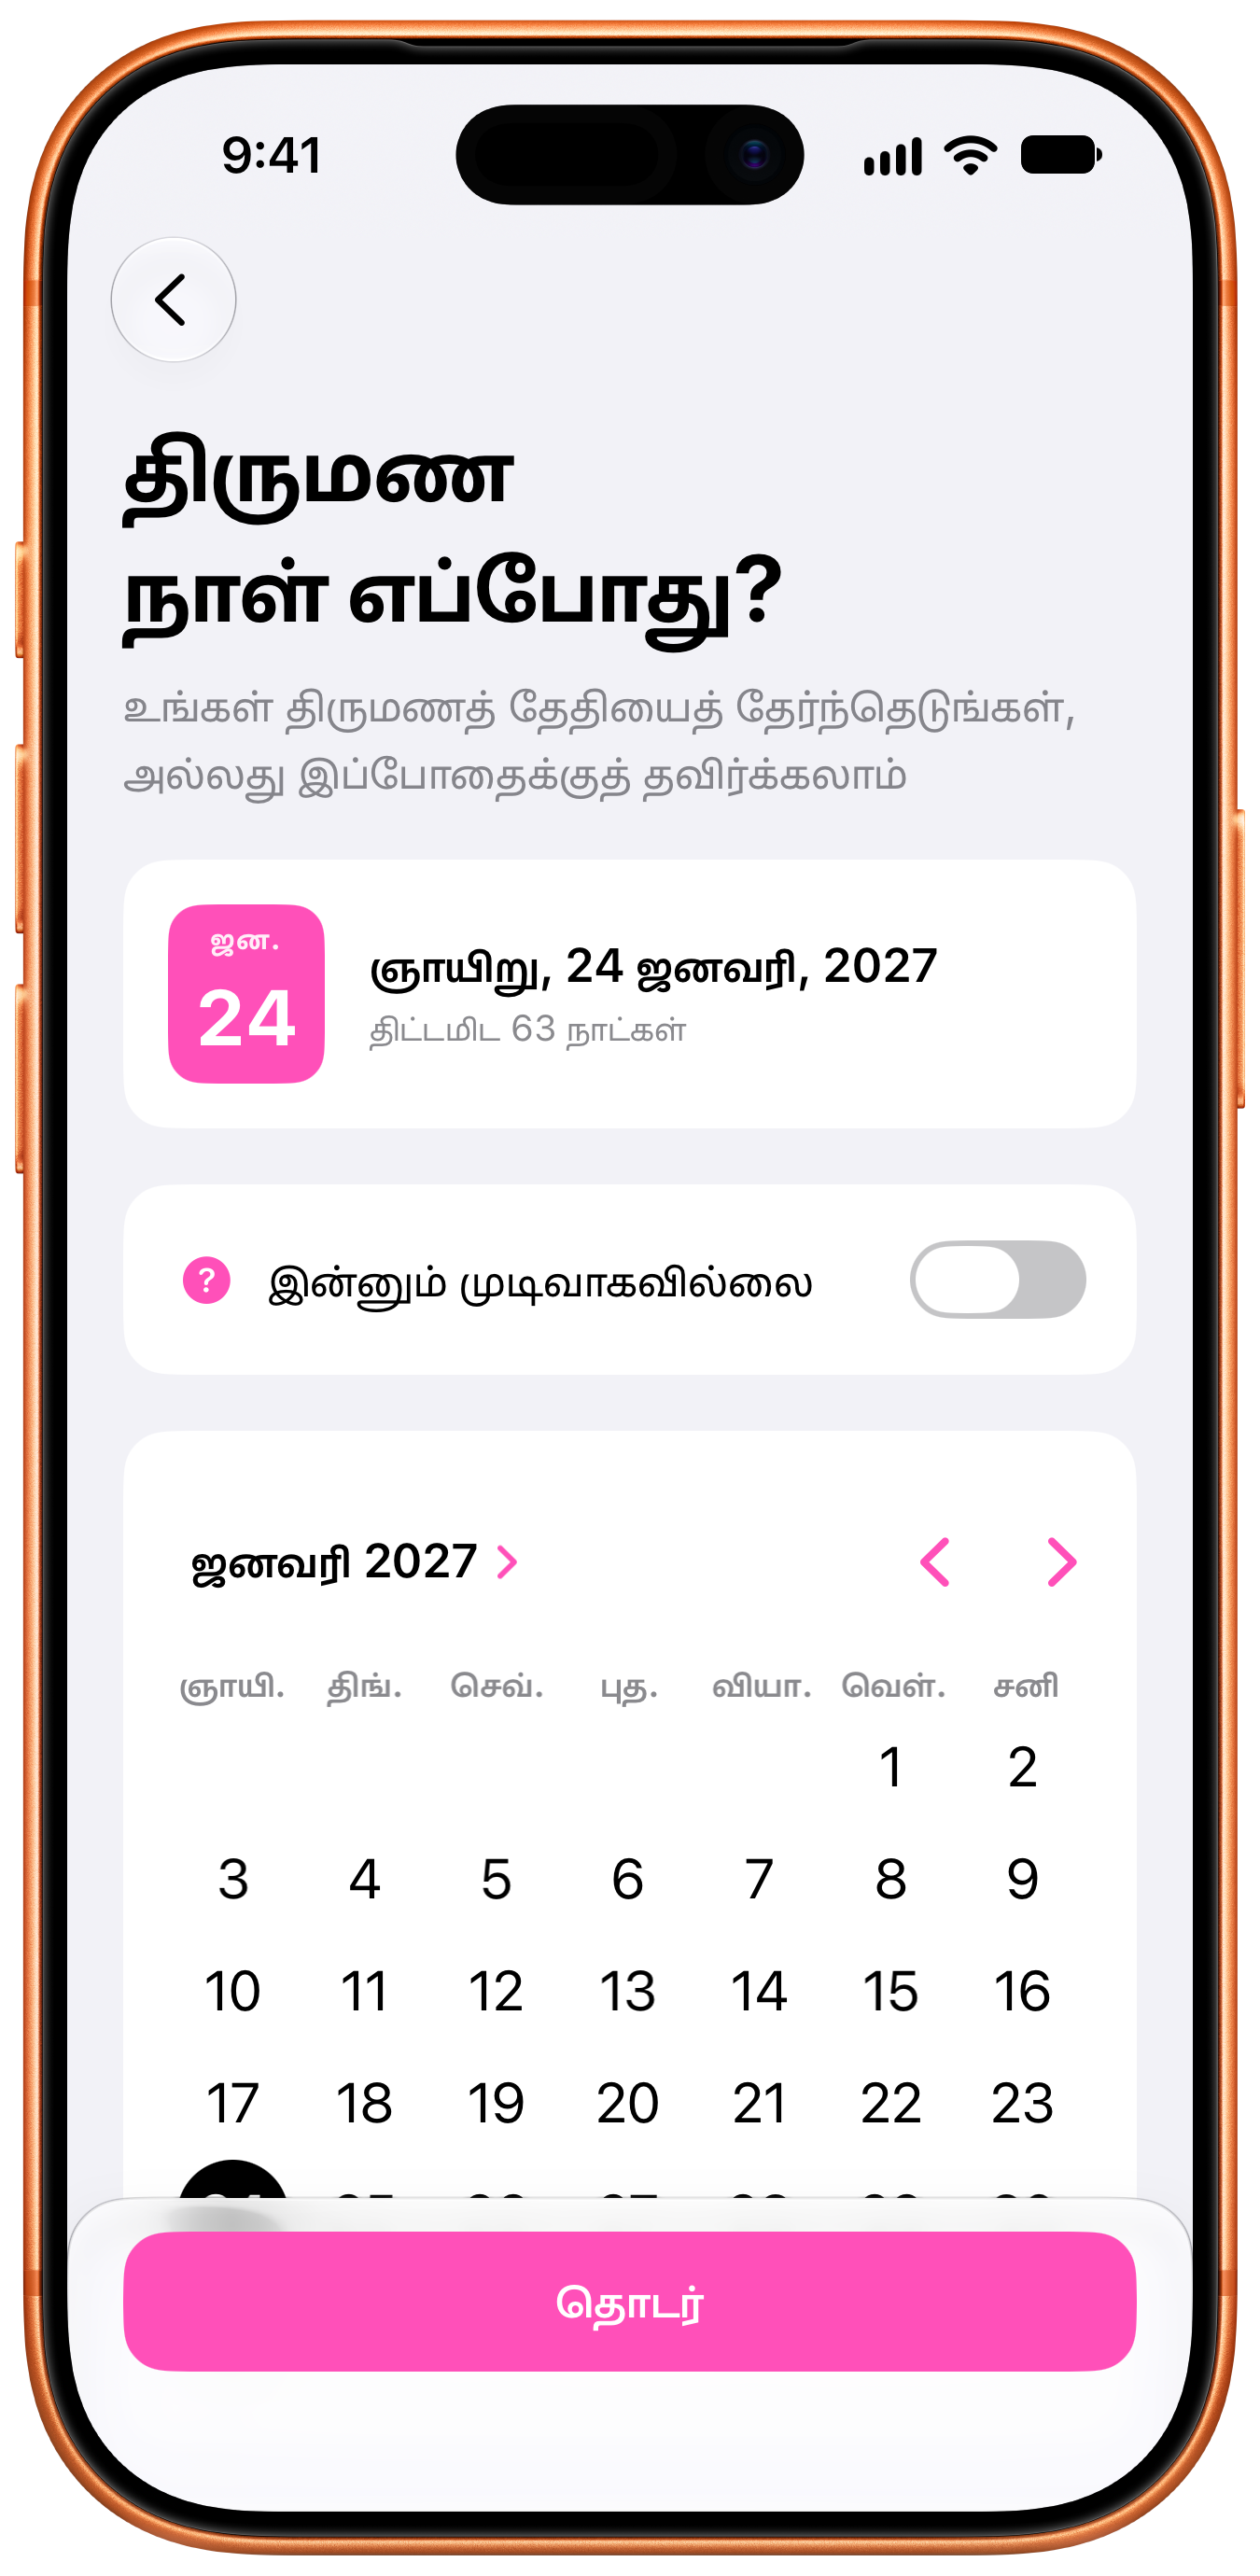 9:41
திருமண
நாள் எப்போது?
உங்கள் திருமணத் தேதியைத் தேர்ந்தெடுங்கள்,
அல்லது இப்போதைக்குத் தவிர்க்கலாம்
ஜன.
24
ஞாயிறு, 24 ஜனவரி, 2027
திட்டமிட 63 நாட்கள்
? இன்னும் முடிவாகவில்லை
ஜனவரி 2027
ஞாயி. திங். செவ். புத. வியா. வெள். சனி
1 2
3 4 5 6 7 8 9
10 11 12 13 14 15 16
17 18 19 20 21 22 23
தொடர்